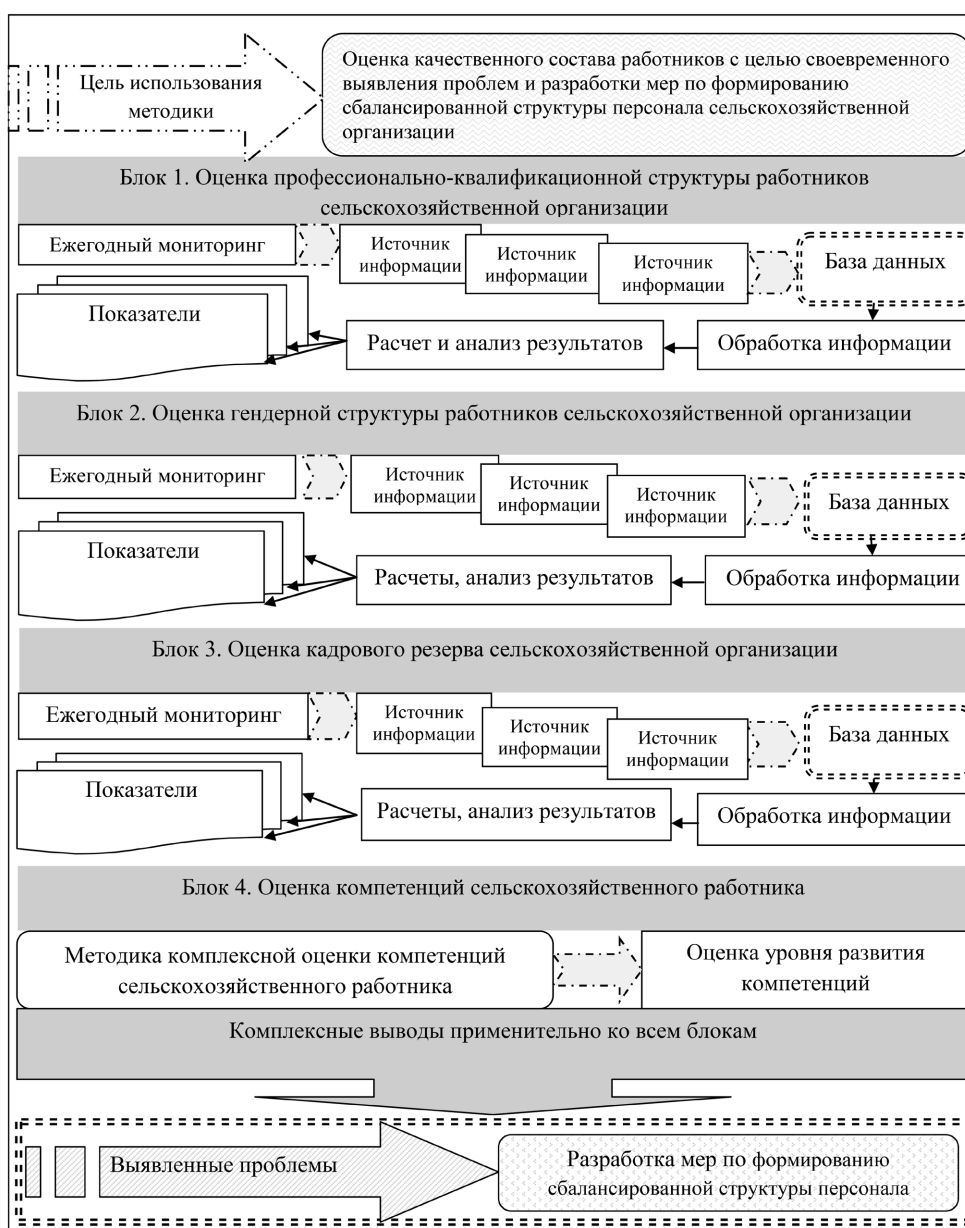 Цель использования
методики
Оценка качественного состава работников с целью своевременного
выявления проблем и разработки мер по формированию
сбалансированной структуры персонала сельскохозяйственной
организации
Блок 1. Оценка профессионально-квалификационной структуры работников
сельскохозяйственной организации
Ежегодный мониторинг
Источник
информации
Источник
информации
Источник
информации
База данных
Показатели
Расчет и анализ результатов
Обработка информации
Блок 2. Оценка гендерной структуры работников сельскохозяйственной организации
Ежегодный мониторинг
Источник
информации
Источник
информации
Источник
информации
База данных
Показатели
Расчеты, анализ результатов
Обработка информации
Блок 3. Оценка кадрового резерва сельскохозяйственной организации
Ежегодный мониторинг
Источник
информации
Источник
информации
Источник
информации
База данных
Показатели
Расчеты, анализ результатов
Обработка информации
Блок 4. Оценка компетенций сельскохозяйственного работника
Методика комплексной оценки компетенций
сельскохозяйственного работника
Оценка уровня развития
компетенций
Комплексные выводы применительно ко всем блокам
Выявленные проблемы
Разработка мер по формированию
сбалансированной структуры персонала